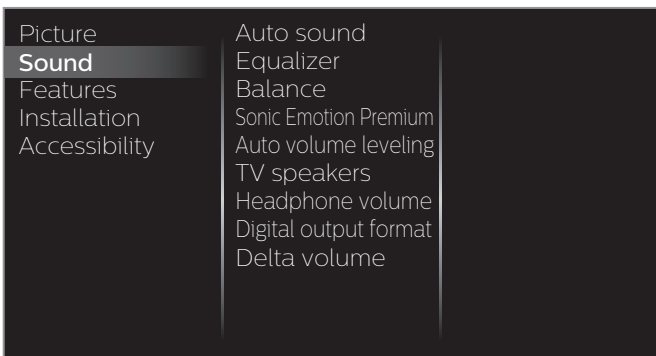 Picture
Sound
Features
Installation
Accessibility
Auto sound
Equalizer
Balance
Sonic Emotion Premium
Auto volume leveling
TV speakers
Headphone volume
Digital output format
Delta volume